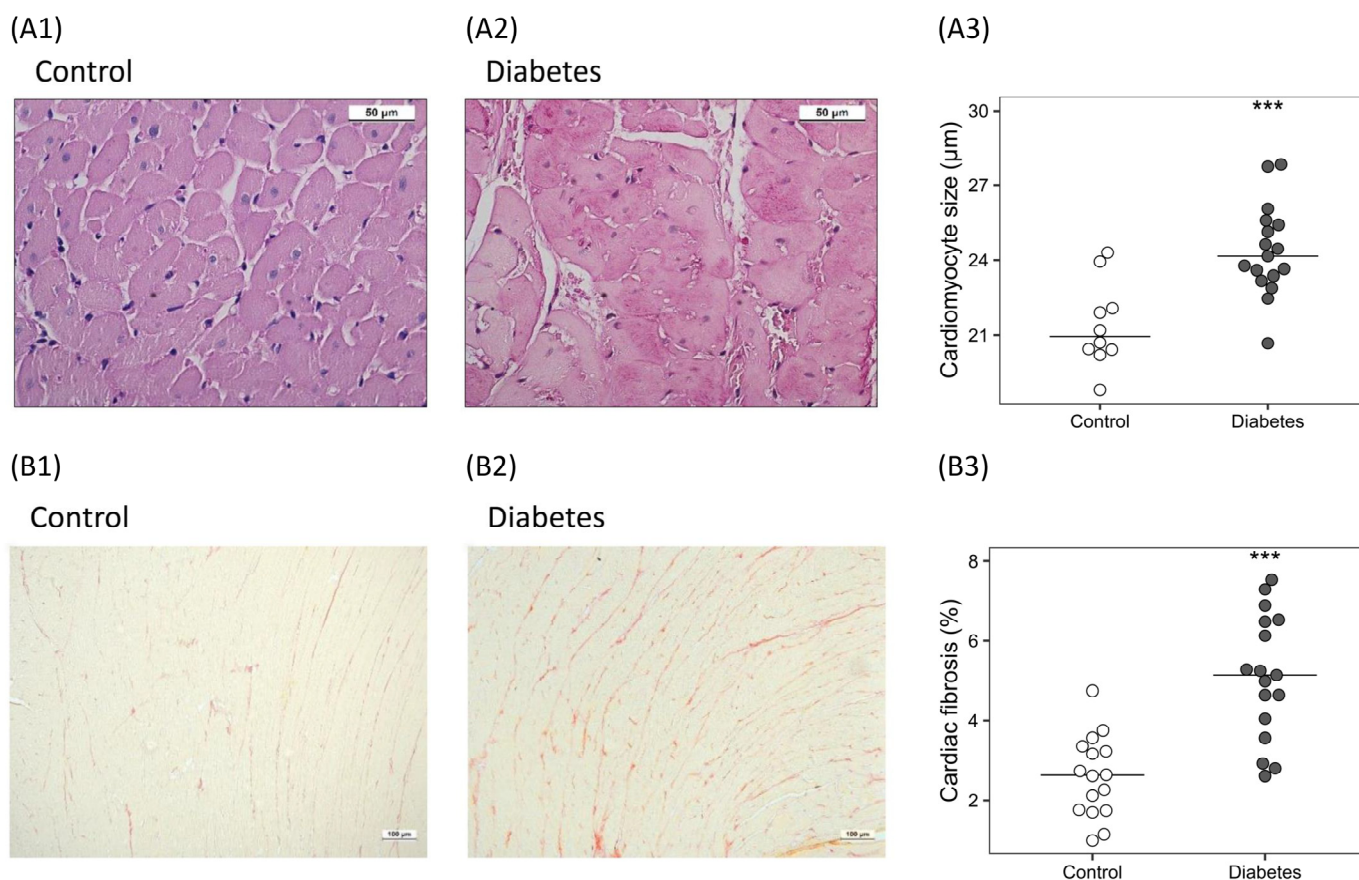 (A1)
Control
50 µm
(A2)
Diabetes
50 µm
(A3)
Cardiomyocyte size (µm)
30
27
24
21
***
Control
Diabetes
(B1)
Control
100 µm
(B2)
Diabetes
100 µm
(B3)
Cardiac fibrosis (%)
8
6
4
2
***
Control
Diabetes